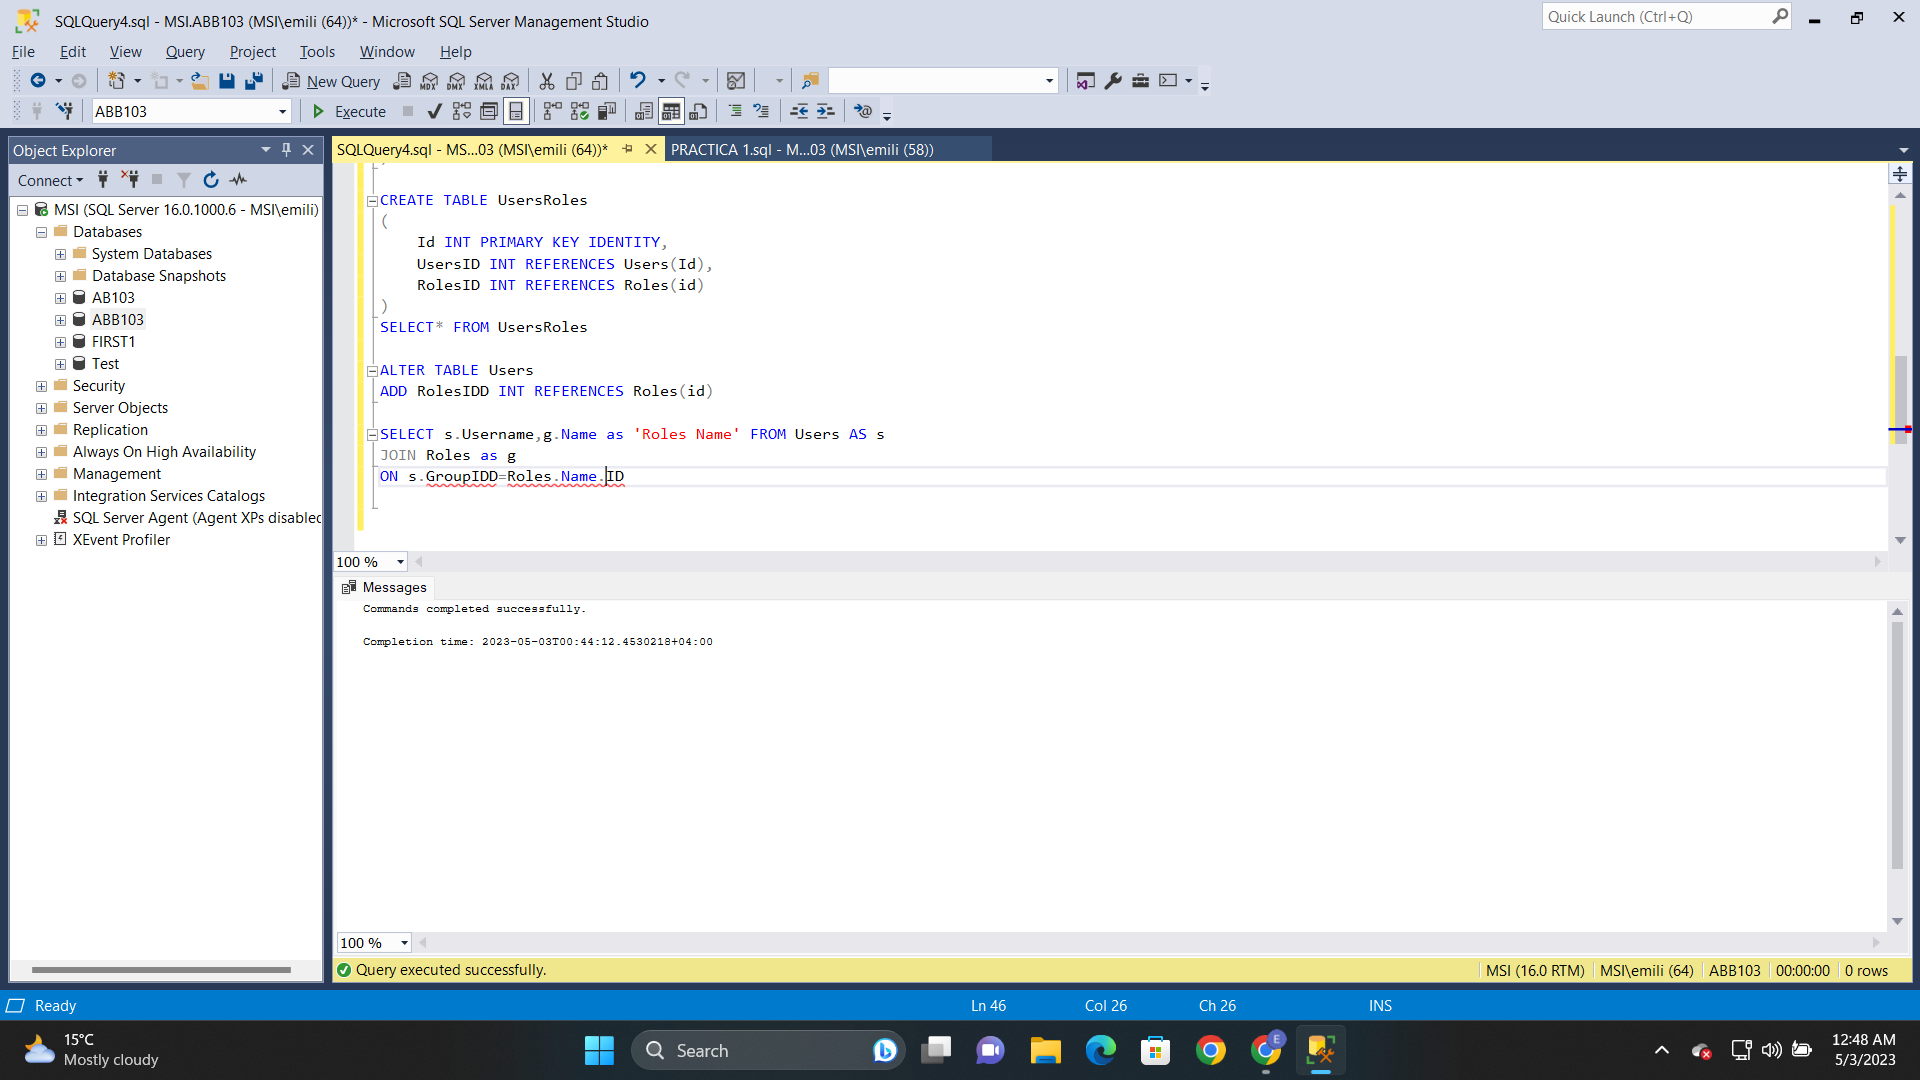 SQLQuery4.sql - MSI.ABB103 (MSI\emili (64))* - Microsoft SQL Server Management Studio
Quick Launch (Ctrl+Q)
File Edit View Query Project Tools Window Help
New Query MDX DMX XMLA DAX
ABB103 Execute
Object Explorer
SQLQuery4.sql - MS...03 (MSI\emili (64))* PRACTICA 1.sql - M...03 (MSI\emili (58))
Connect
MSI (SQL Server 16.0.1000.6 - MSI\emili)
Databases
System Databases
Database Snapshots
AB103
ABB103
FIRST1
Test
Security
Server Objects
Replication
Always On High Availability
Management
Integration Services Catalogs
SQL Server Agent (Agent XPs disabled
XEvent Profiler
CREATE TABLE UsersRoles
(
Id INT PRIMARY KEY IDENTITY,
UsersID INT REFERENCES Users(Id),
RolesID INT REFERENCES Roles(id)
)
SELECT* FROM UsersRoles
ALTER TABLE Users
ADD RolesIDD INT REFERENCES Roles(id)
SELECT s.Username,g.Name as 'Roles Name' FROM Users AS s
JOIN Roles as g
ON s.GroupIDD=Roles.Name.ID
100 %
Messages
Commands completed successfully.
Completion time: 2023-05-03T00:44:12.4530218+04:00
100 %
Query executed successfully. MSI (16.0 RTM) MSI\emili (64) ABB103 00:00:00 0 rows
Ready Ln 46 Col 26 Ch 26 INS
15°C
Mostly cloudy
Search
E
12:48 AM
5/3/2023